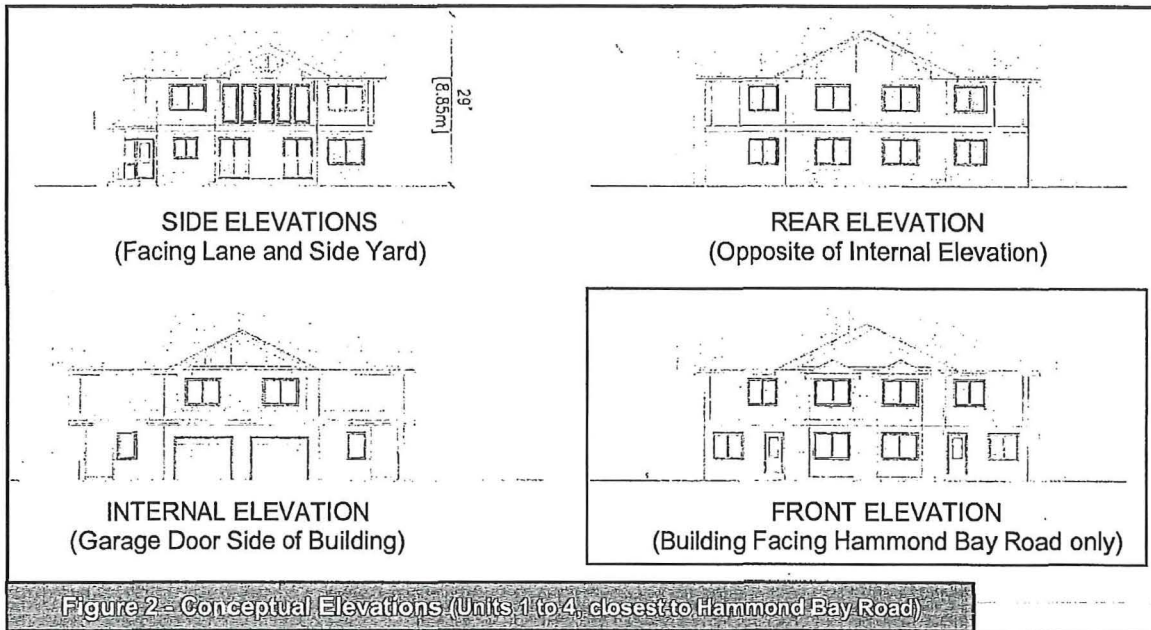 29'
[8.85m]
SIDE ELEVATIONS
(Facing Lane and Side Yard)
REAR ELEVATION
(Opposite of Internal Elevation)
INTERNAL ELEVATION
(Garage Door Side of Building)
FRONT ELEVATION
(Building Facing Hammond Bay Road only)
Figure 2 - Conceptual Elevations (Units 1 to 4, closest to Hammond Bay Road)